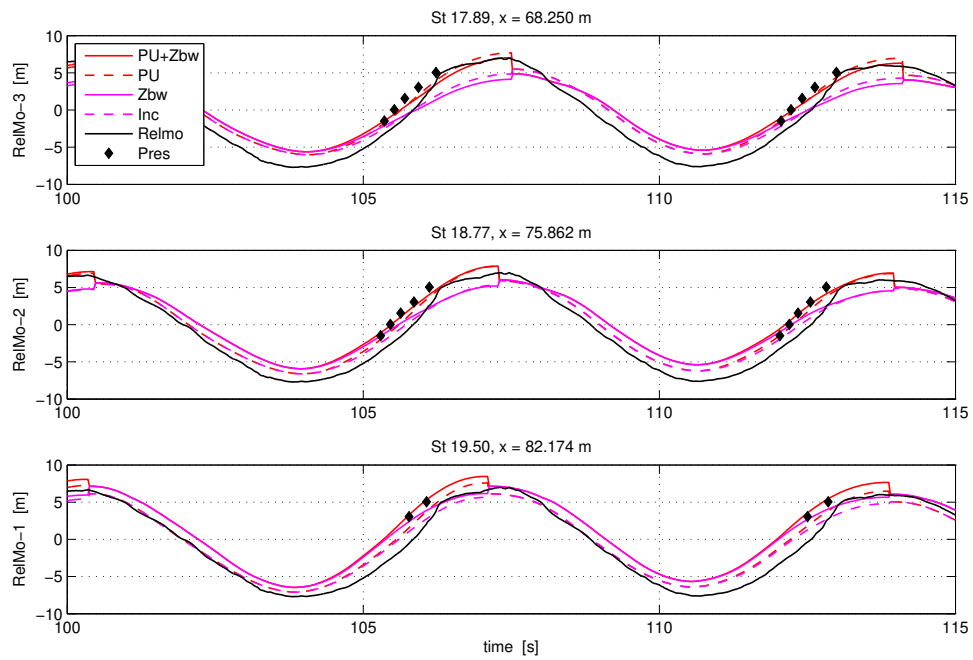 St 17.89, x = 68.250 m
RelMo−3 [m]
10
5
0
−5
−10
PU+Zbw
PU
Zbw
Inc
Relmo
Pres
100
105
110
115
St 18.77, x = 75.862 m
RelMo−2 [m]
10
5
0
−5
−10
100
105
110
115
St 19.50, x = 82.174 m
RelMo−1 [m]
10
5
0
−5
−10
100
105
110
115
time [s]